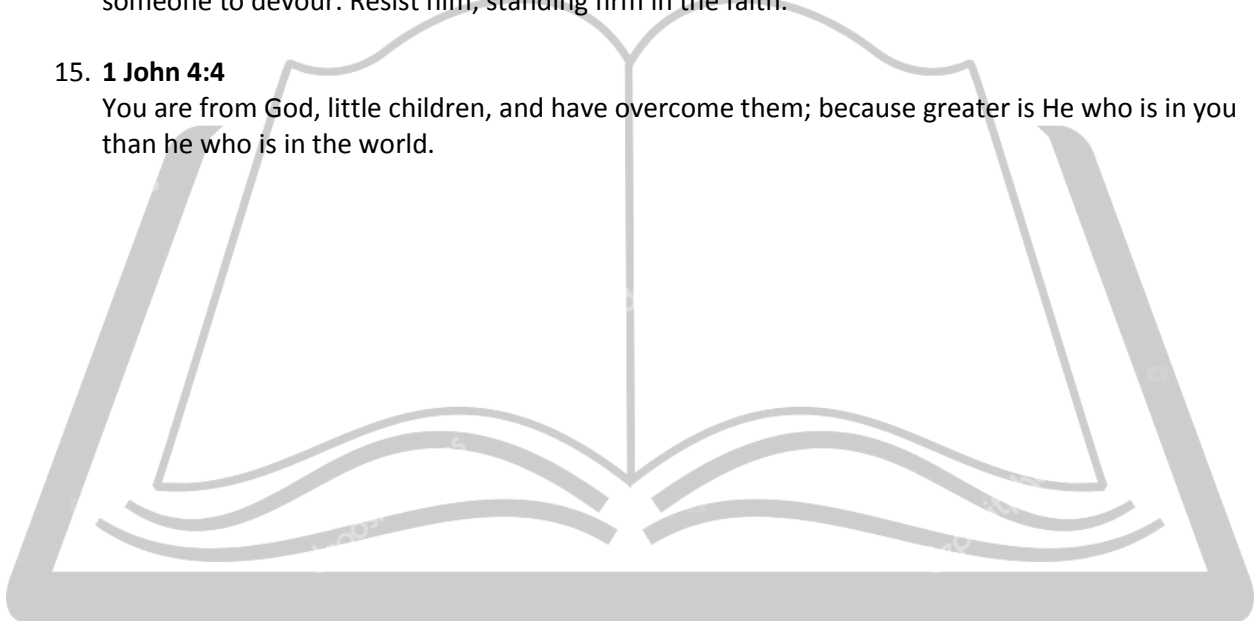 someone to devour. Resist him, standing firm in the faith.
15. 1 John 4:4
You are from God, little children, and have overcome them; because greater is He who is in you
than he who is in the world.